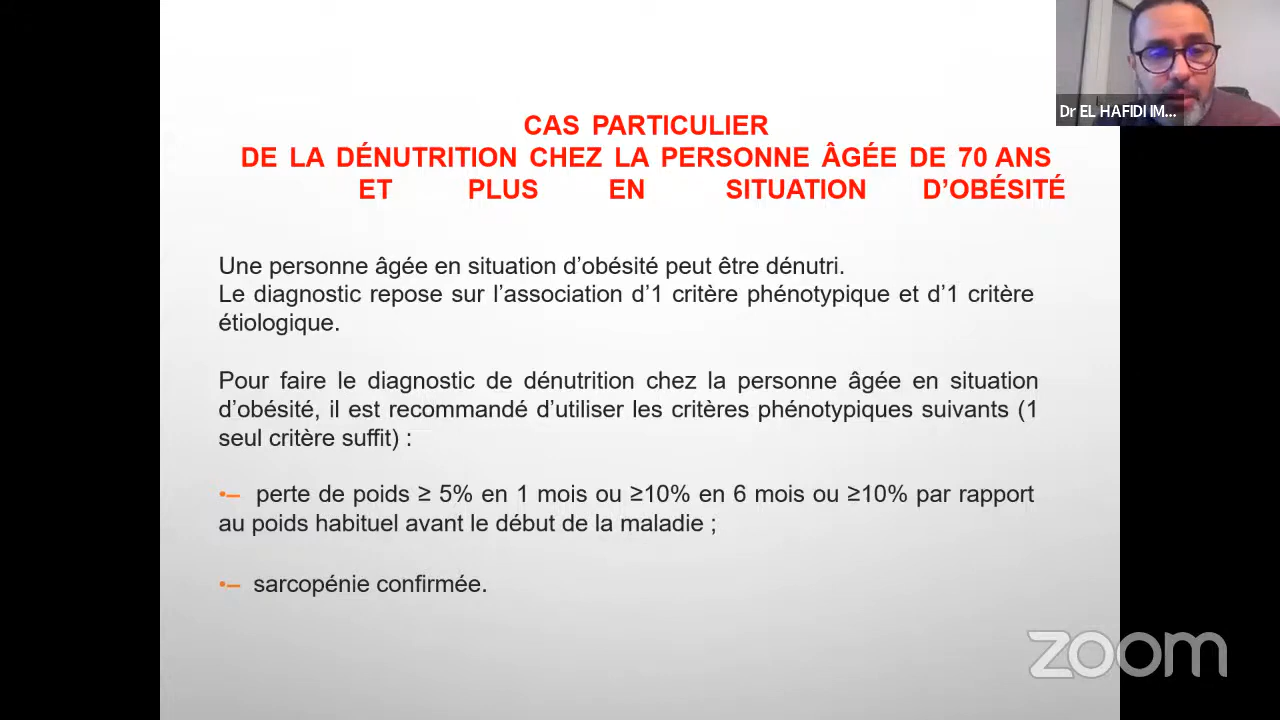 Dr EL HAFIDI IM...
CAS PARTICULIER
DE LA DÉNUTRITION CHEZ LA PERSONNE ÂGÉE DE 70 ANS
ET PLUS EN SITUATION D’OBÉSITÉ
Une personne âgée en situation d’obésité peut être dénutri.
Le diagnostic repose sur l’association d’1 critère phénotypique et d’1 critère
étiologique.
Pour faire le diagnostic de dénutrition chez la personne âgée en situation
d’obésité, il est recommandé d’utiliser les critères phénotypiques suivants (1
seul critère suffit) :
•– perte de poids ≥ 5% en 1 mois ou ≥10% en 6 mois ou ≥10% par rapport
au poids habituel avant le début de la maladie ;
•– sarcopénie confirmée.
zoom